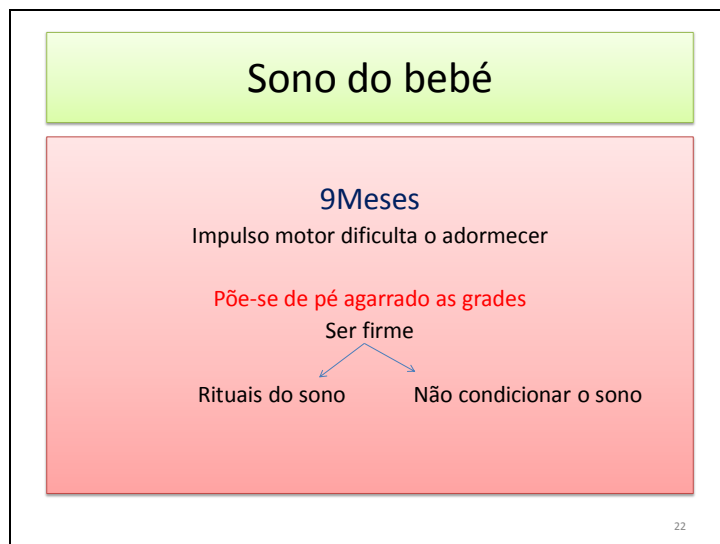 Sono do bebé
9Meses
Impulso motor dificulta o adormecer
Põe-se de pé agarrado as grades
Ser firme
Rituais do sono Não condicionar o sono
22